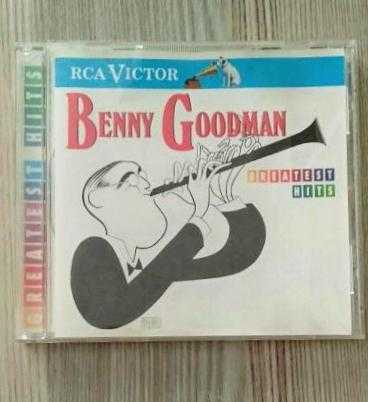 RCA VICTOR
BENNY GOODMAN
GREATEST
HITS
GREATEST HITS